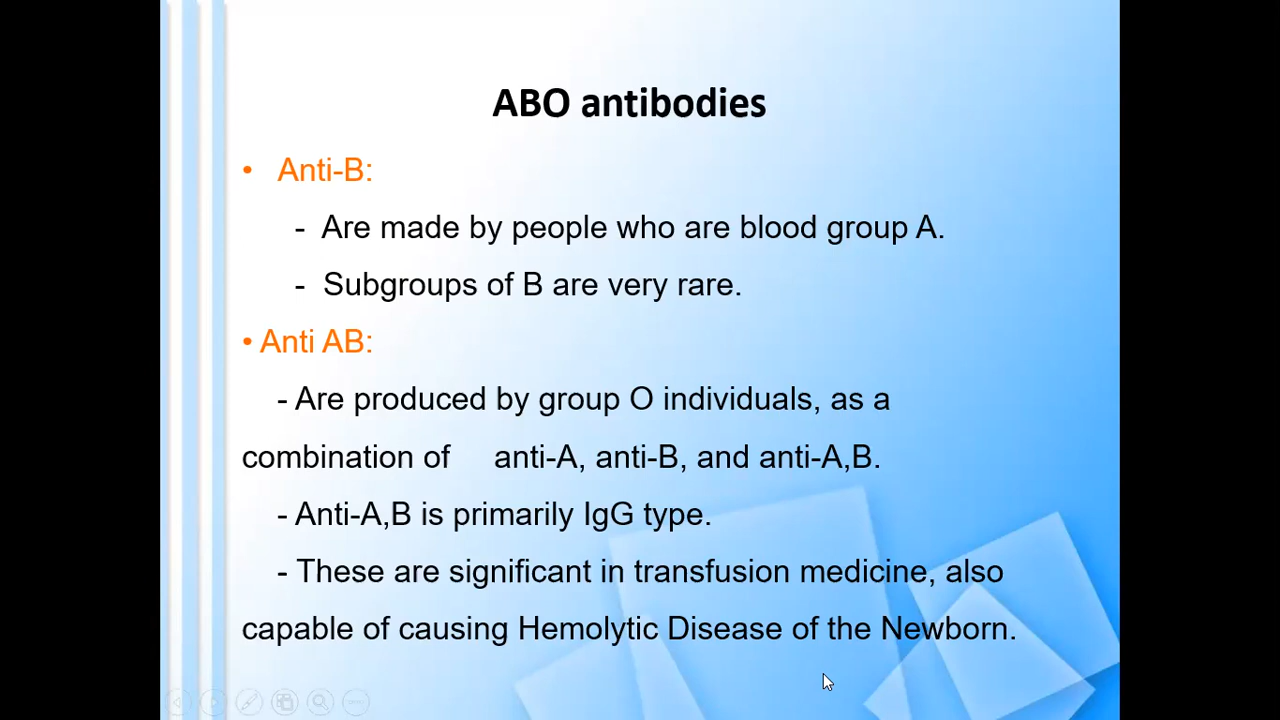 ABO antibodies
• Anti-B:
- Are made by people who are blood group A.
- Subgroups of B are very rare.
• Anti AB:
- Are produced by group O individuals, as a
combination of anti-A, anti-B, and anti-A,B.
- Anti-A,B is primarily IgG type.
- These are significant in transfusion medicine, also
capable of causing Hemolytic Disease of the Newborn.